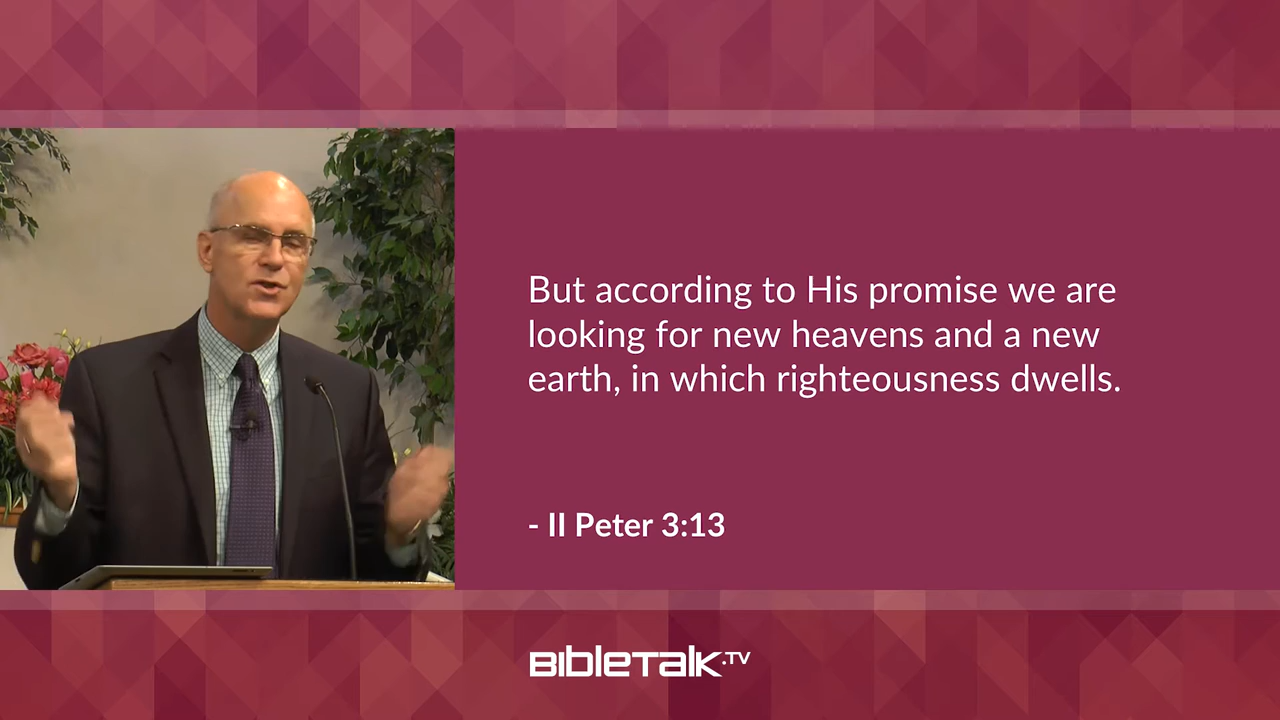 But according to His promise we are
looking for new heavens and a new
earth, in which righteousness dwells.
- II Peter 3:13
BibleTalk.TV